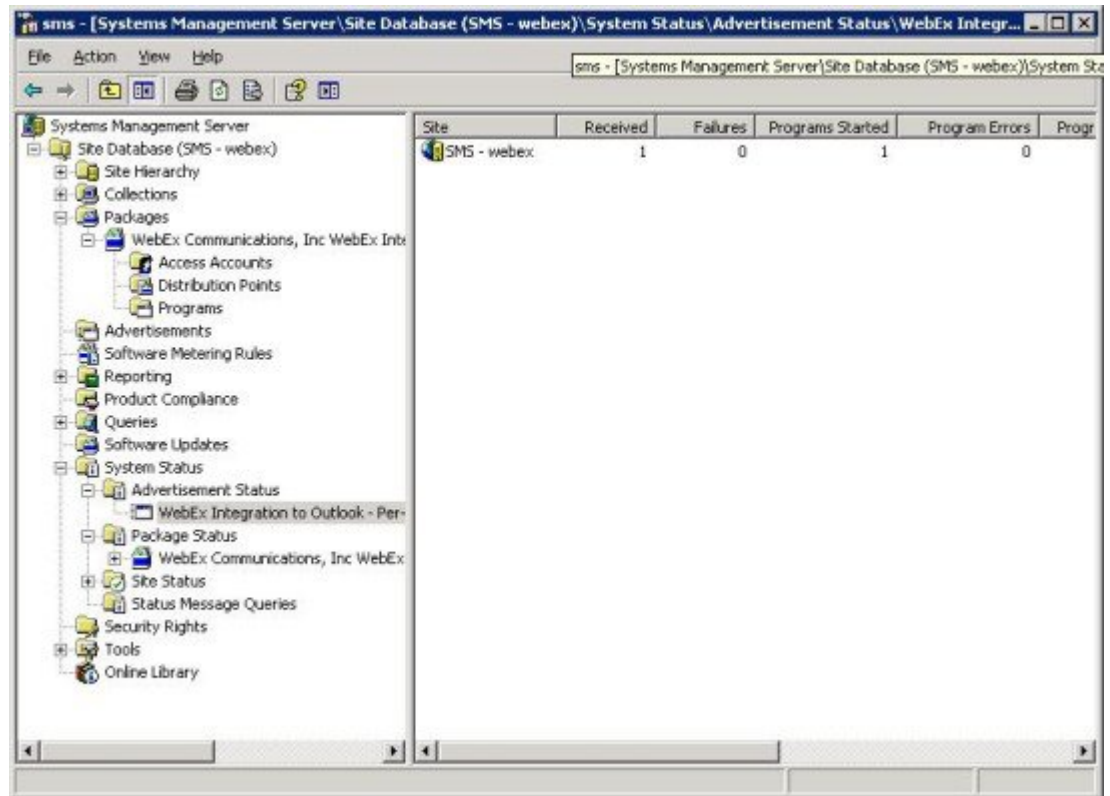 sms - [Systems Management Server\Site Database (SMS - webex)\System Status\Advertisement Status\WebEx Integr...
File Action View Help
sms - [Systems Management Server\Site Database (SMS - webex)\System Sta
Systems Management Server
Site Database (SMS - webex)
Site Hierarchy
Collections
Packages
WebEx Communications, Inc WebEx Inte
Access Accounts
Distribution Points
Programs
Advertisements
Software Metering Rules
Reporting
Product Compliance
Queries
Software Updates
System Status
Advertisement Status
WebEx Integration to Outlook - Per-
Package Status
WebEx Communications, Inc WebEx
Site Status
Status Message Queries
Security Rights
Tools
Online Library
Site Received Failures Programs Started Program Errors Progr
SMS - webex 1 0 1 0